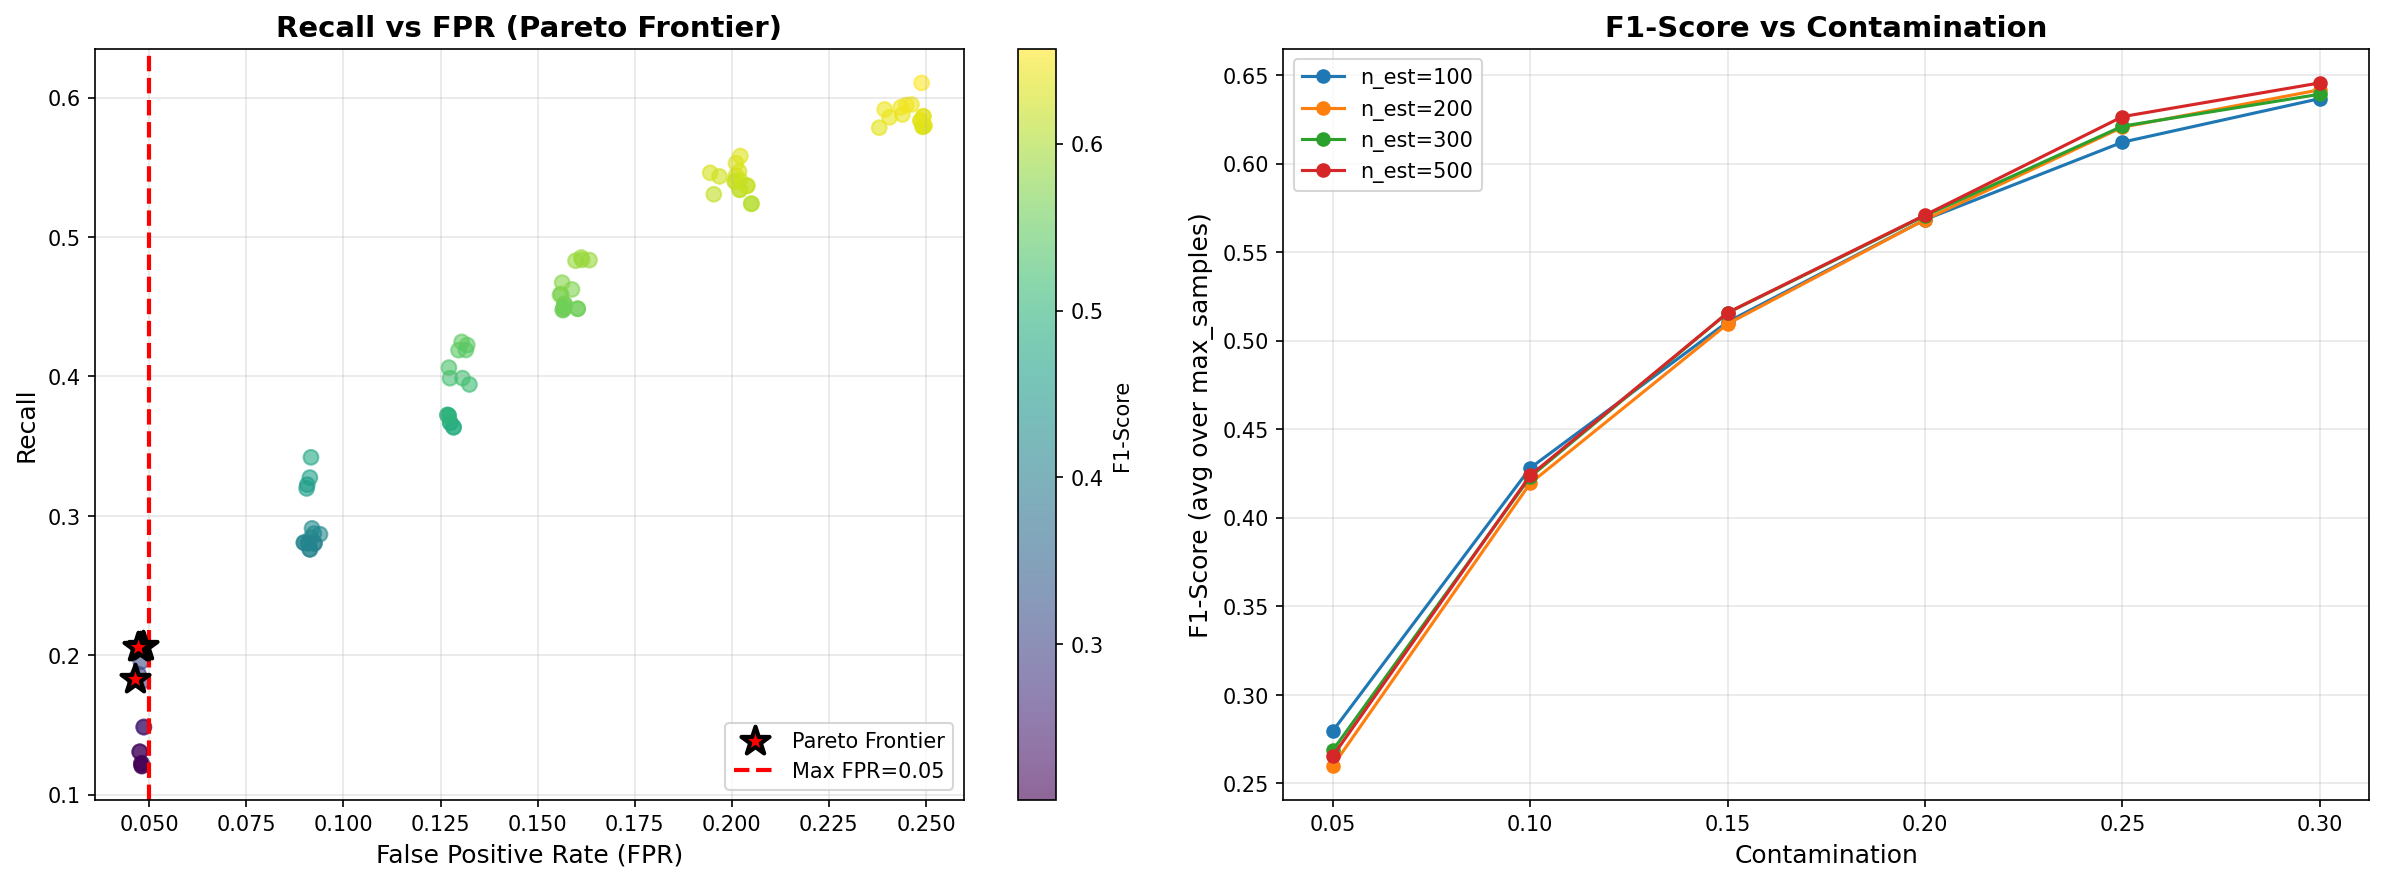 Recall vs FPR (Pareto Frontier)
Recall
0.6
0.5
0.4
0.3
0.2
0.1
0.050 0.075 0.100 0.125 0.150 0.175 0.200 0.225 0.250
False Positive Rate (FPR)
Pareto Frontier
Max FPR=0.05
0.6
0.5
0.4
0.3
F1-Score
F1-Score vs Contamination
F1-Score (avg over max_samples)
0.65
0.60
0.55
0.50
0.45
0.40
0.35
0.30
0.25
n_est=100
n_est=200
n_est=300
n_est=500
0.05 0.10 0.15 0.20 0.25 0.30
Contamination